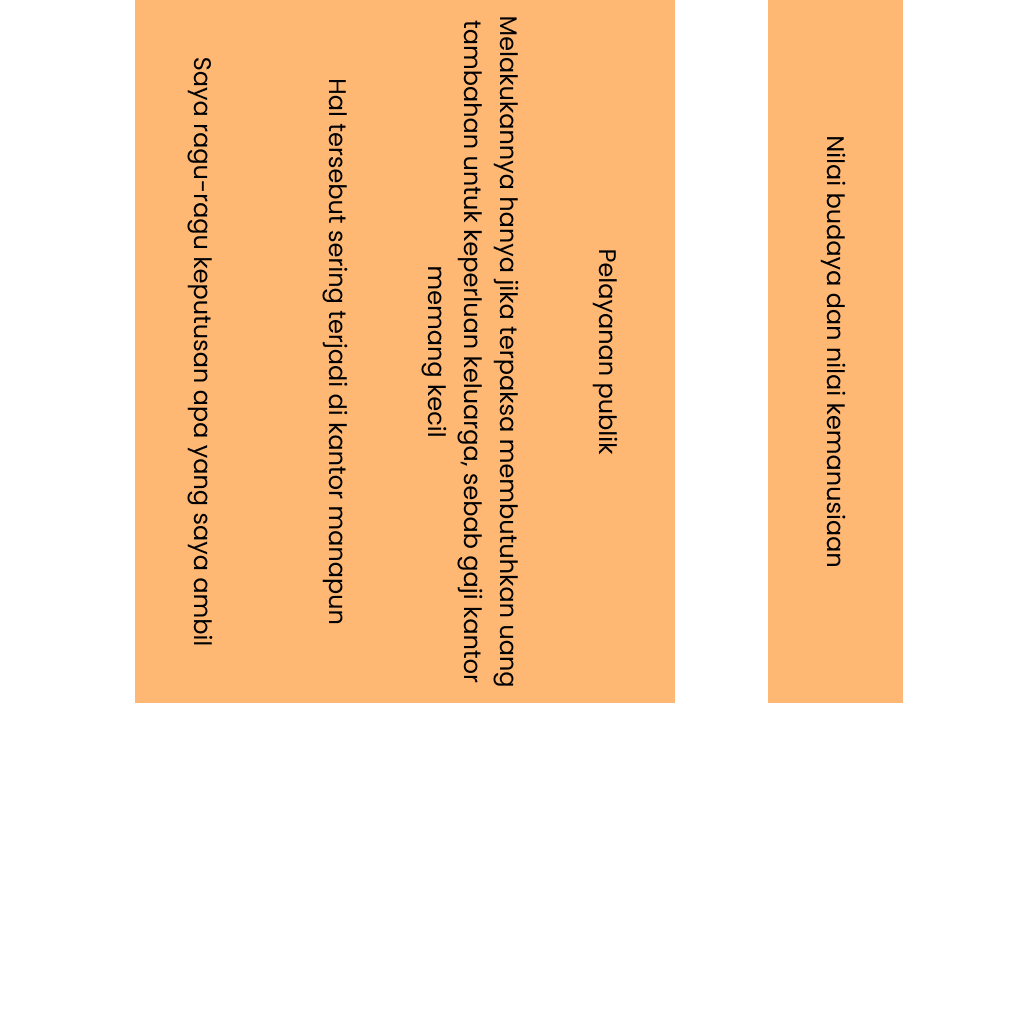 Nilai budaya dan nilai kemanusiaan
Pelayanan publik
Melakukannya hanya jika terpaksa membutuhkan uang
tambahan untuk keperluan keluarga, sebab gaji kantor
memang kecil
Hal tersebut sering terjadi di kantor manapun
Saya ragu-ragu keputusan apa yang saya ambil